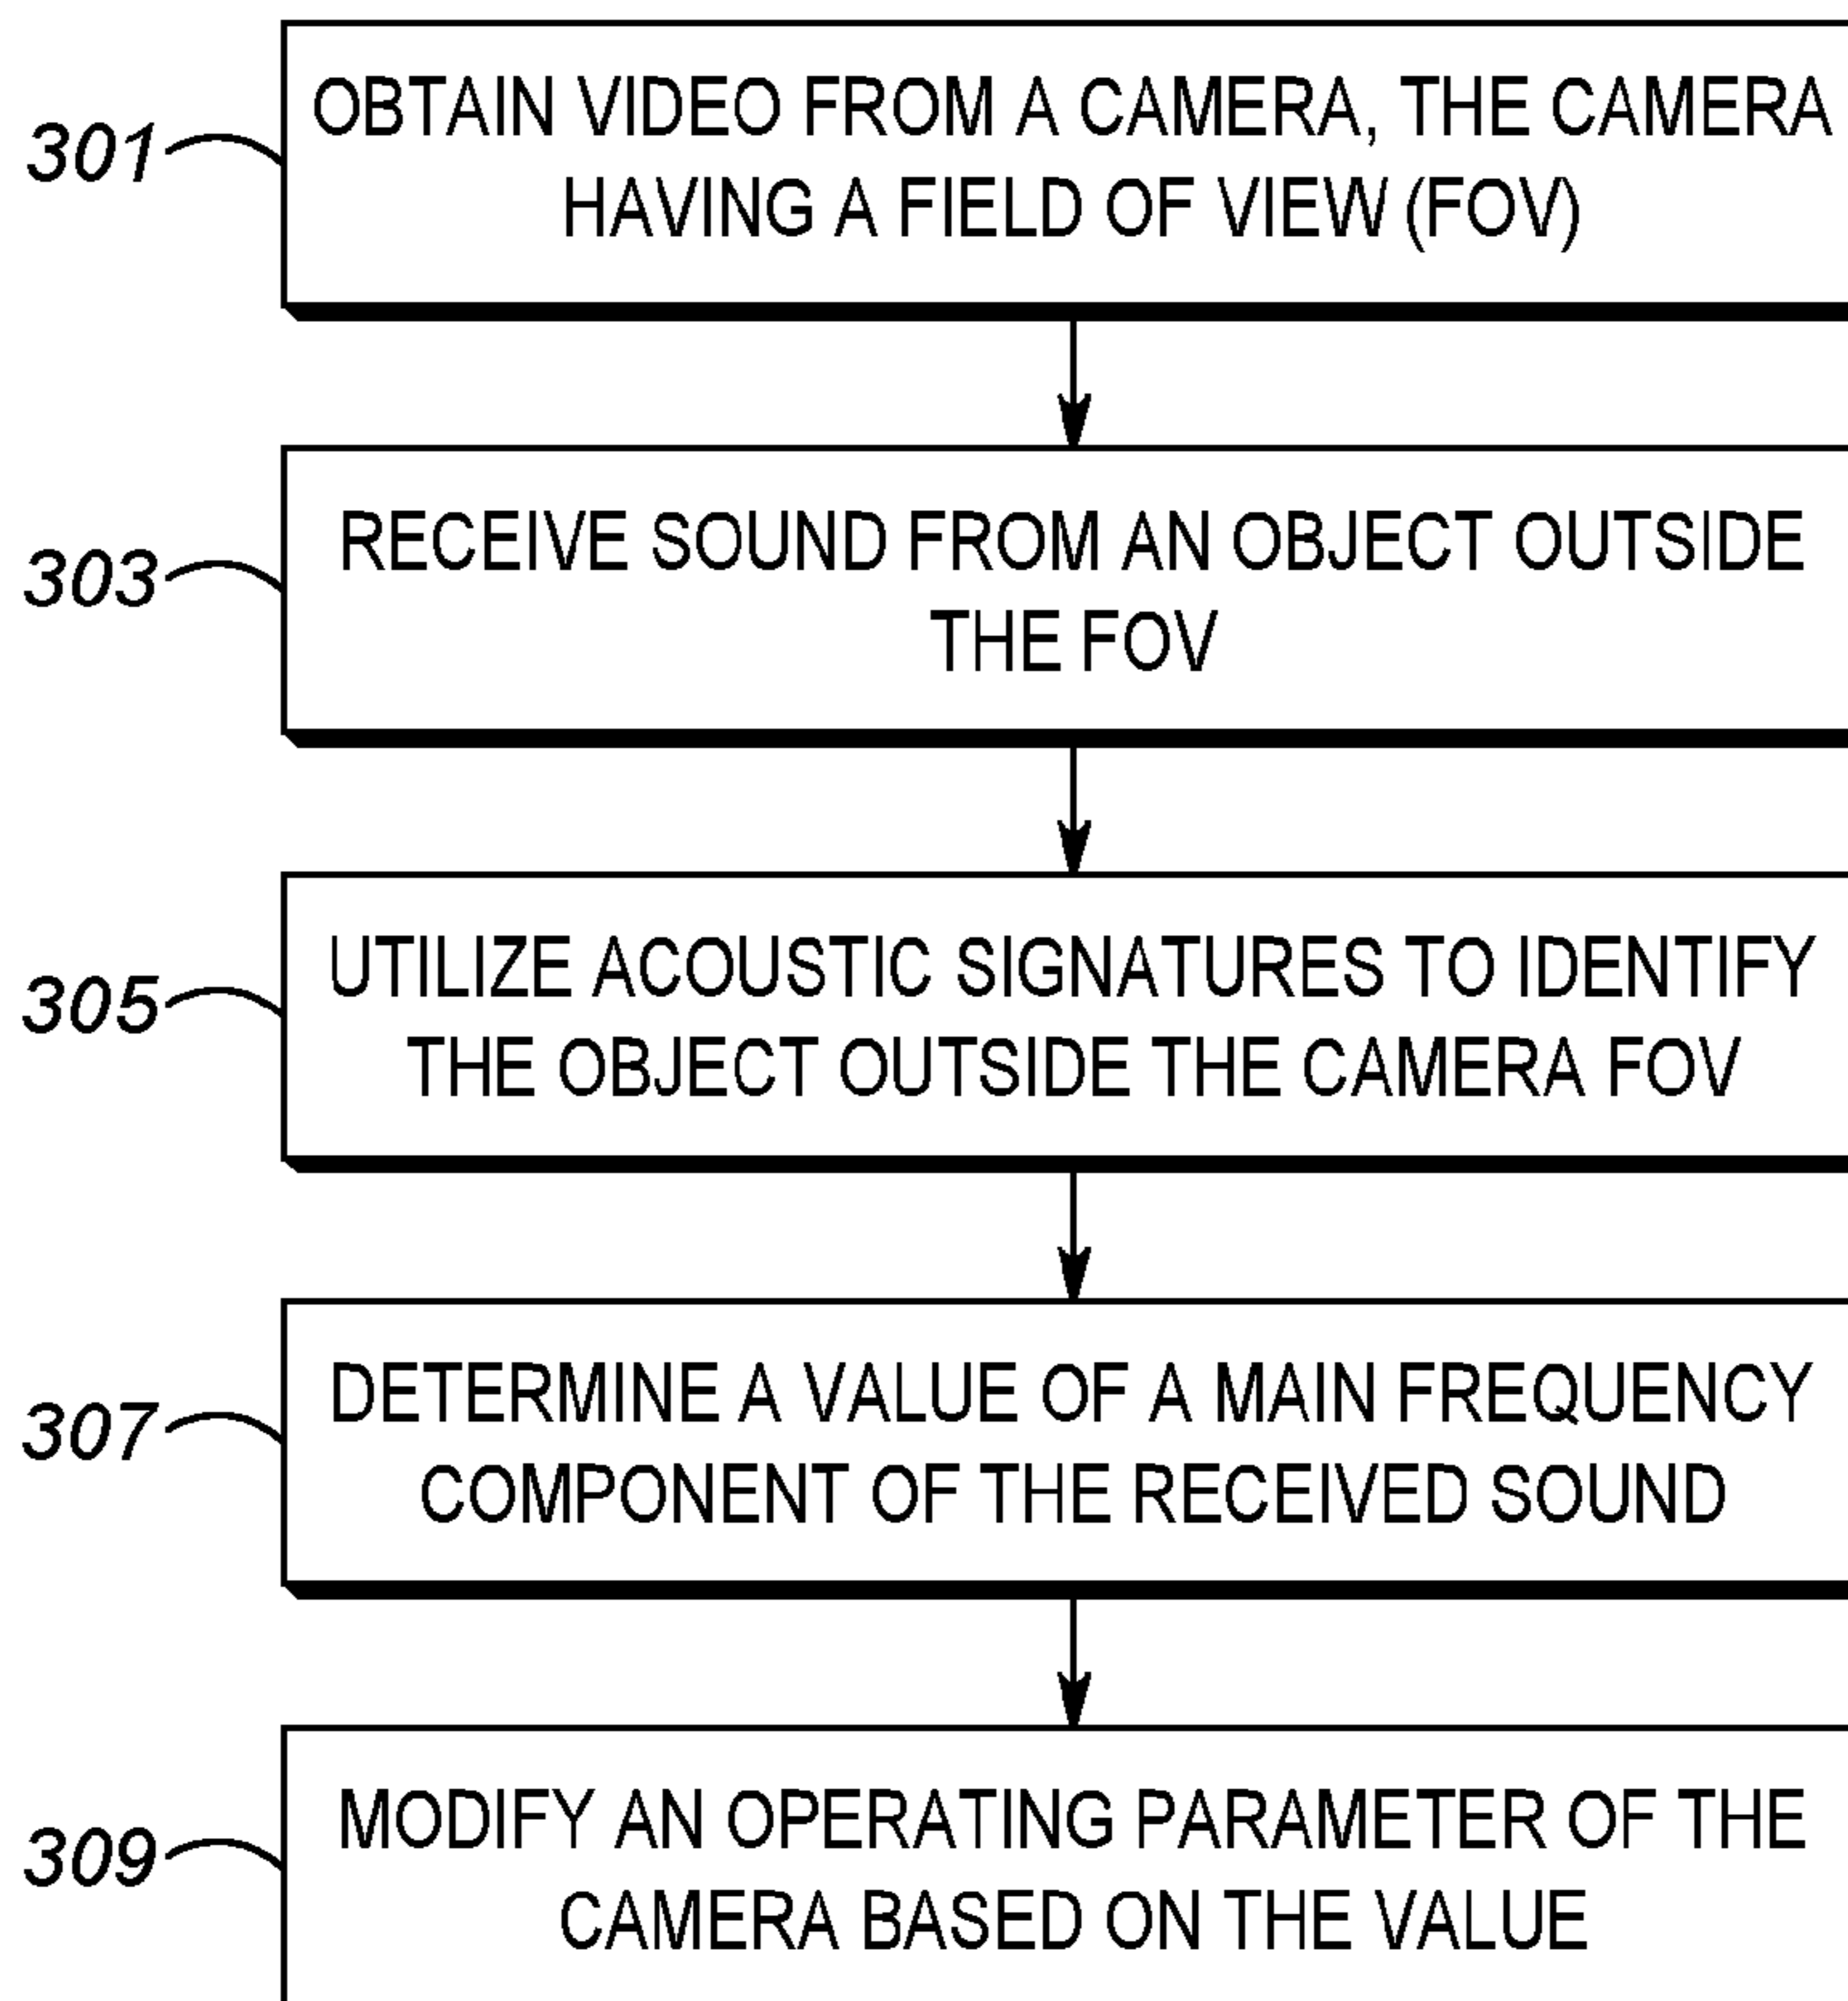 301
OBTAIN VIDEO FROM A CAMERA, THE CAMERA
HAVING A FIELD OF VIEW (FOV)
303
RECEIVE SOUND FROM AN OBJECT OUTSIDE
THE FOV
305
UTILIZE ACOUSTIC SIGNATURES TO IDENTIFY
THE OBJECT OUTSIDE THE CAMERA FOV
307
DETERMINE A VALUE OF A MAIN FREQUENCY
COMPONENT OF THE RECEIVED SOUND
309
MODIFY AN OPERATING PARAMETER OF THE
CAMERA BASED ON THE VALUE